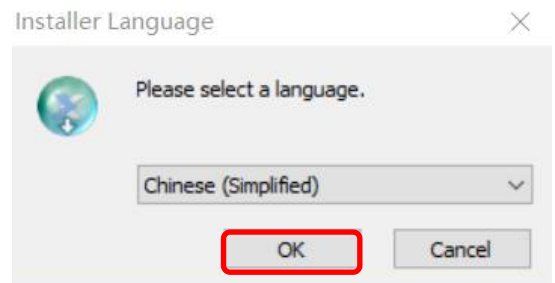 Installer Language
Please select a language.
Chinese (Simplified)
OK Cancel